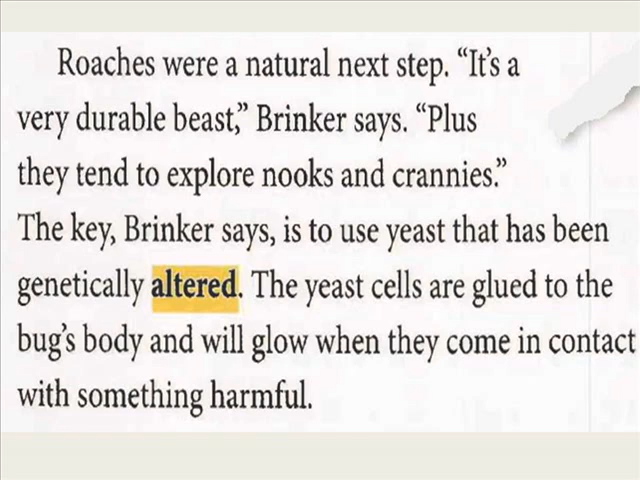 Roaches were a natural next step. “It’s a
very durable beast,” Brinker says. “Plus
they tend to explore nooks and crannies.”
The key, Brinker says, is to use yeast that has been
genetically altered. The yeast cells are glued to the
bug’s body and will glow when they come in contact
with something harmful.